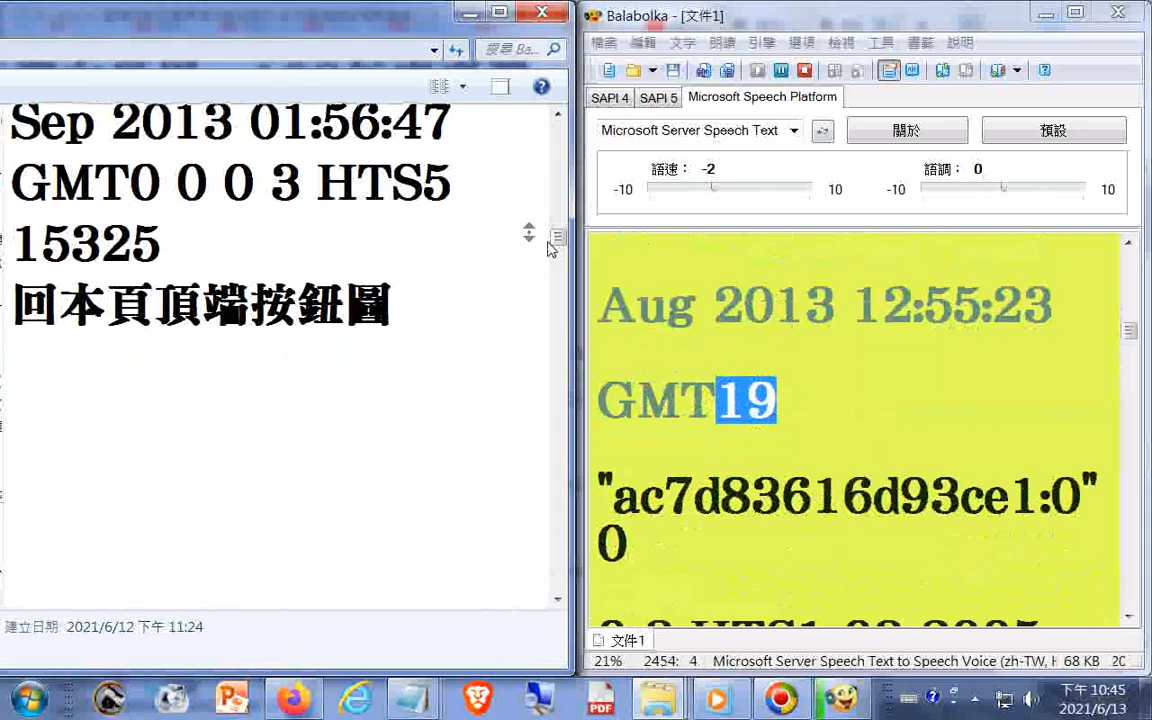 搜尋 Ba...
Sep 2013 01:56:47
GMT0 0 0 3 HTS5
15325
回本頁頂端按鈕圖
建立日期: 2021/6/12 下午 11:24
Balabolka - [文件1]
檔案 編輯 文字 朗讀 引擎 選項 檢視 工具 書籤 說明
SAPI 4 SAPI 5 Microsoft Speech Platform
Microsoft Server Speech Text 關於 預設
語速： -2 語調： 0
-10 10 -10 10
Aug 2013 12:55:23
GMT19
"ac7d83616d93ce1:0"
0
文件1
21% 2454: 4 Microsoft Server Speech Text to Speech Voice (zh-TW, H 68 KB 20
PDF
下午 10:45
2021/6/13